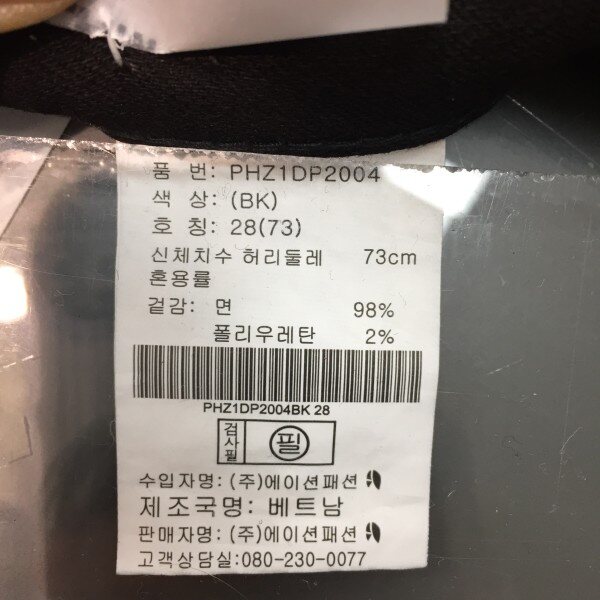 품 번: PHZ1DP2004
색 상: (BK)
호 칭: 28(73)
신체치수 허리둘레 73cm
혼용률
겉감: 면 98%
폴리우레탄 2%
PHZ1DP2004BK 28
검사필 필
수입자명: (주)에이션패션
제조국명: 베트남
판매자명: (주)에이션패션
고객상담실:080-230-0077